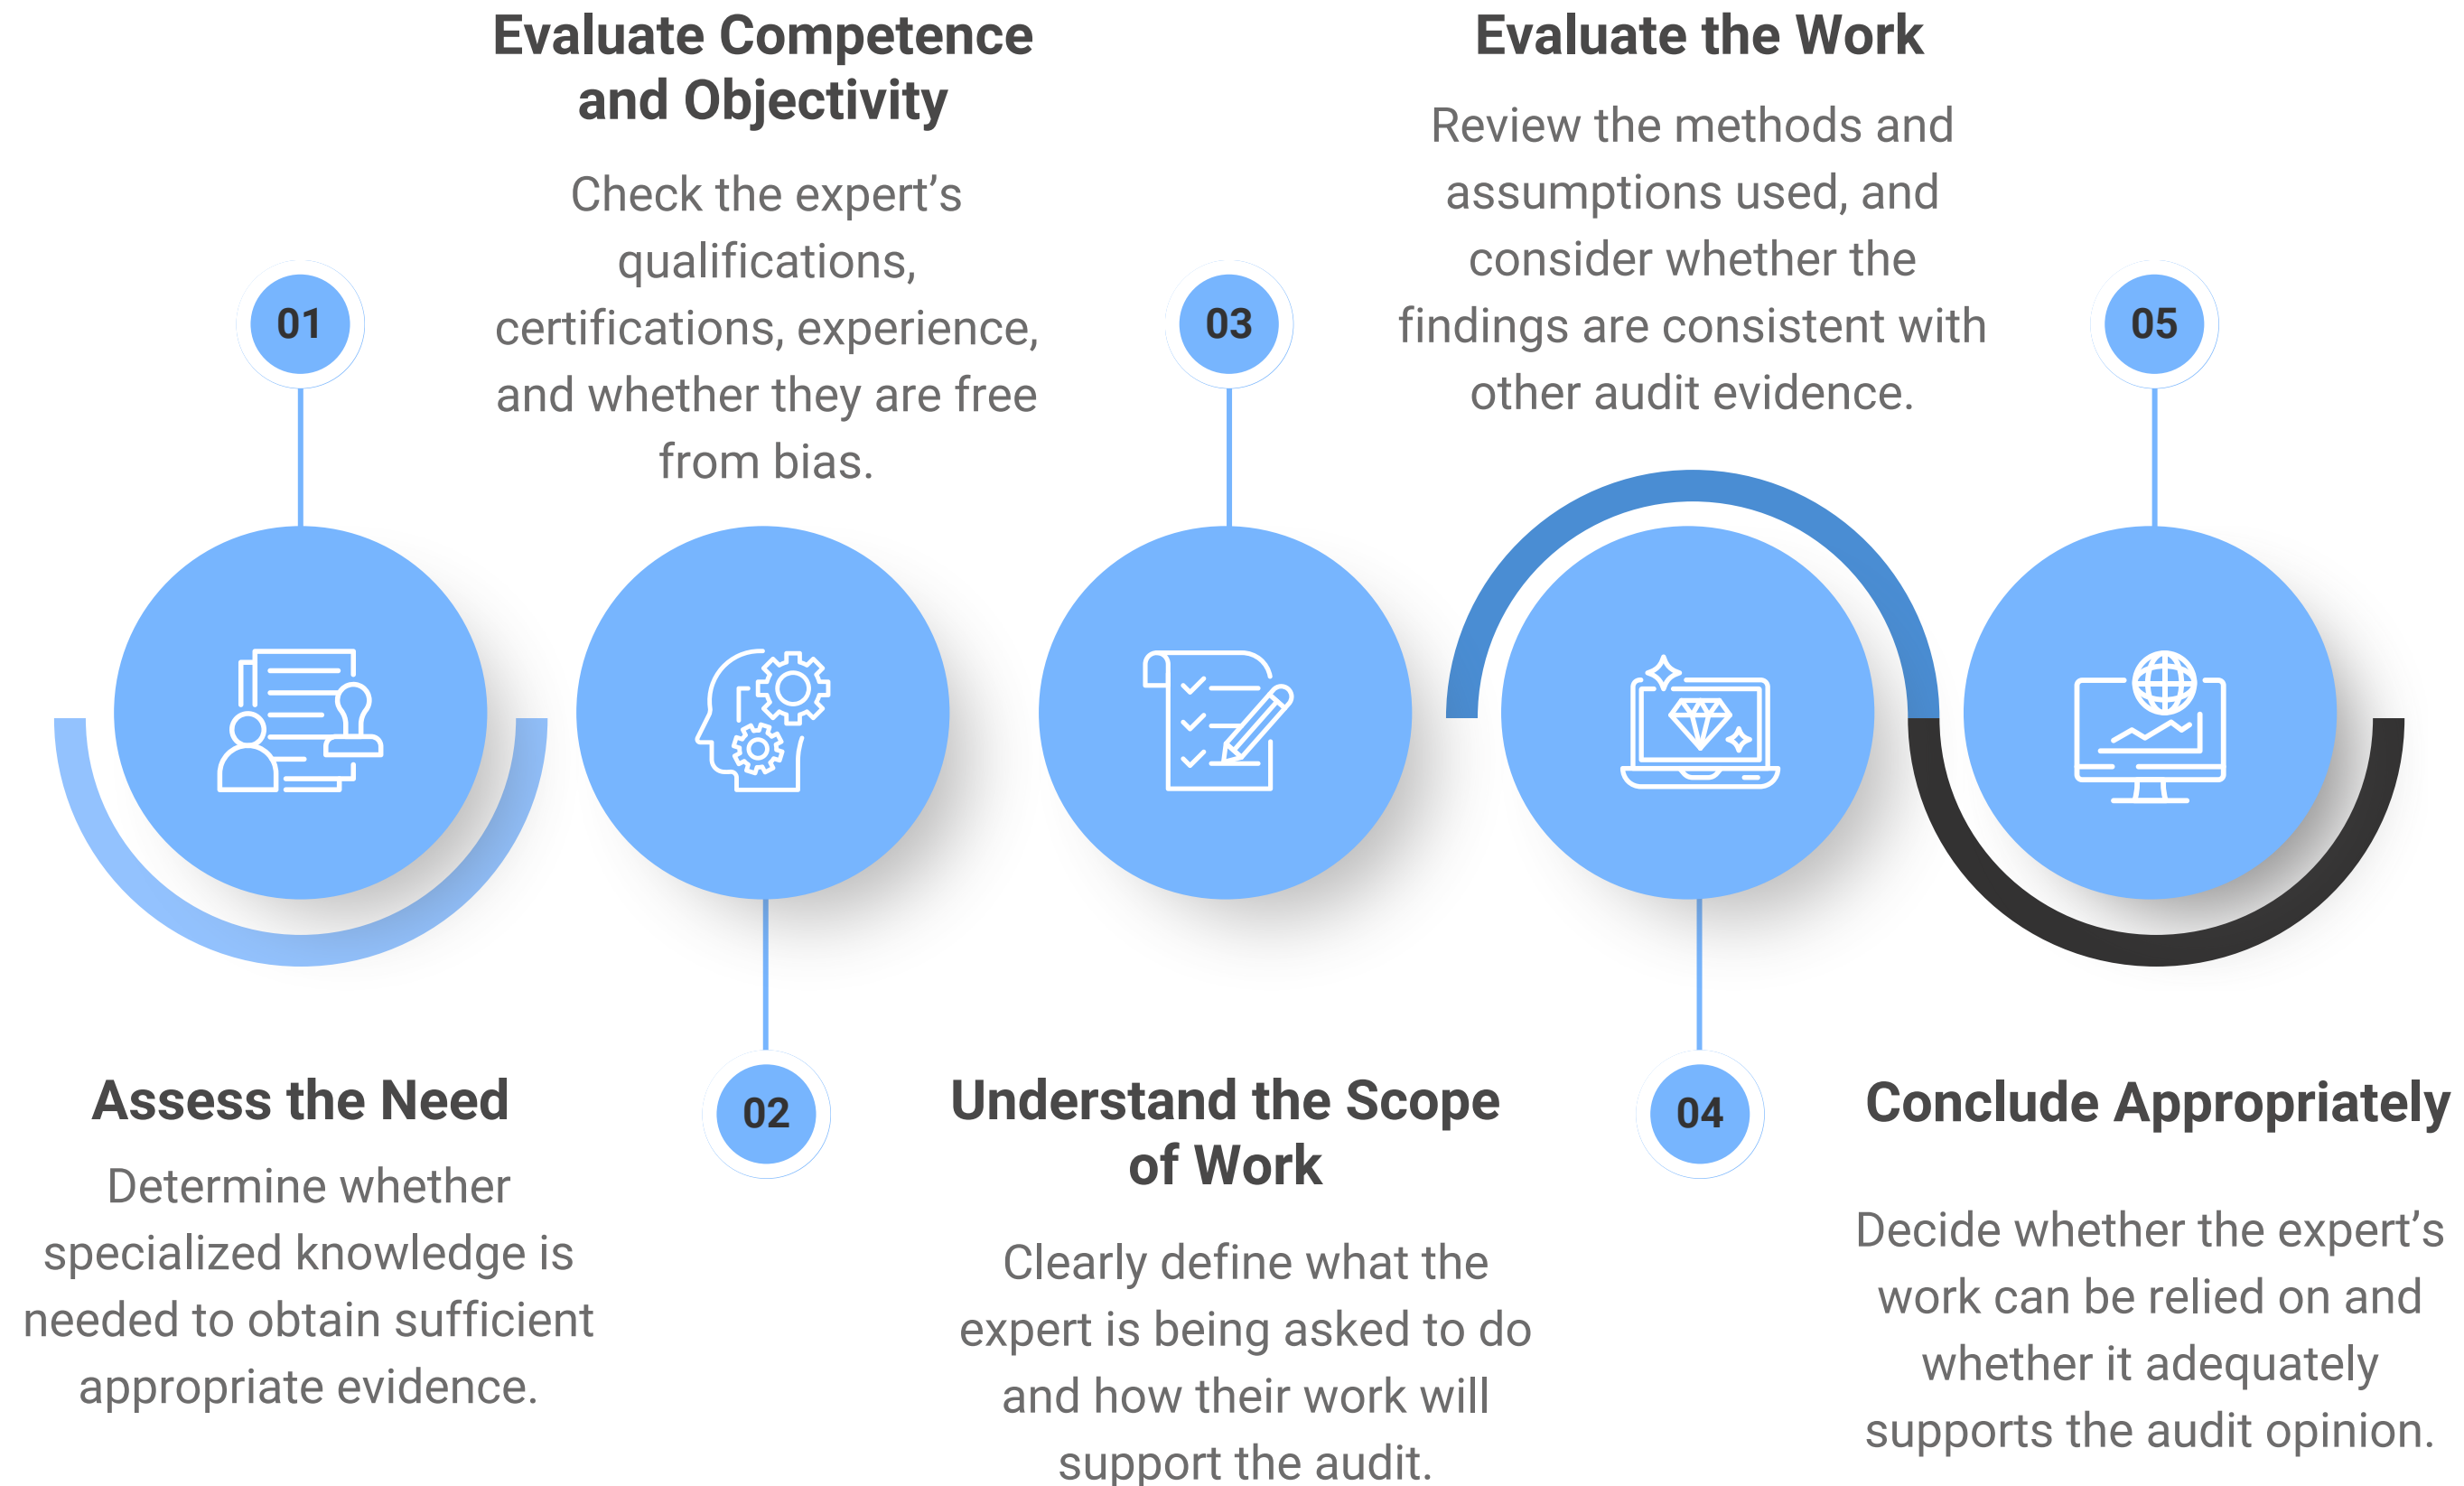 01
Assess the Need
Determine whether
specialized knowledge is
needed to obtain sufficient
appropriate evidence.
Evaluate Competence
and Objectivity
Check the expert’s
qualifications,
certifications, experience,
and whether they are free
from bias.
02
03
Understand the Scope
of Work
Clearly define what the
expert is being asked to do
and how their work will
support the audit.
Evaluate the Work
Review the methods and
assumptions used, and
consider whether the
findings are consistent with
other audit evidence.
04
05
Conclude Appropriately
Decide whether the expert’s
work can be relied on and
whether it adequately
supports the audit opinion.